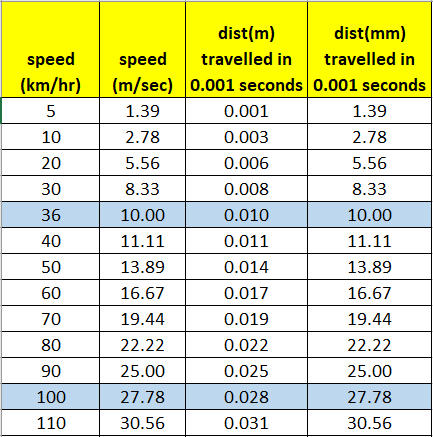 speed (km/hr) speed (m/sec) dist(m) travelled in 0.001 seconds dist(mm) travelled in 0.001 seconds
5 1.39 0.001 1.39
10 2.78 0.003 2.78
20 5.56 0.006 5.56
30 8.33 0.008 8.33
36 10.00 0.010 10.00
40 11.11 0.011 11.11
50 13.89 0.014 13.89
60 16.67 0.017 16.67
70 19.44 0.019 19.44
80 22.22 0.022 22.22
90 25.00 0.025 25.00
100 27.78 0.028 27.78
110 30.56 0.031 30.56